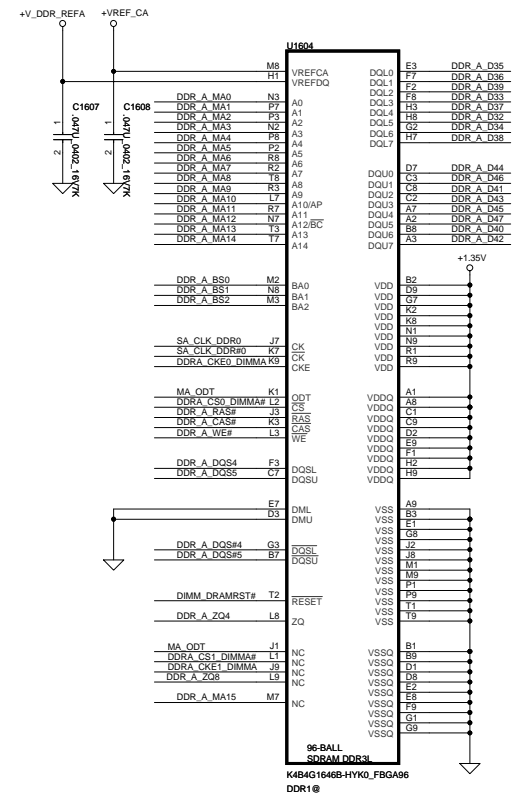 +V_DDR_REFA
+VREF_CA
U1604
C1607
.047U_0402_16V7K
1
2
C1608
.047U_0402_16V7K
1
2
M8 VREFCA
H1 VREFDQ
DDR_A_MA0 N3 A0
DDR_A_MA1 P7 A1
DDR_A_MA2 P3 A2
DDR_A_MA3 N2 A3
DDR_A_MA4 P8 A4
DDR_A_MA5 P2 A5
DDR_A_MA6 R8 A6
DDR_A_MA7 R2 A7
DDR_A_MA8 T8 A8
DDR_A_MA9 R3 A9
DDR_A_MA10 L7 A10/AP
DDR_A_MA11 R7 A11
DDR_A_MA12 N7 A12/BC
DDR_A_MA13 T3 A13
DDR_A_MA14 T7 A14
DDR_A_BS0 M2 BA0
DDR_A_BS1 N8 BA1
DDR_A_BS2 M3 BA2
SA_CLK_DDR0 J7 CK
SA_CLK_DDR#0 K7 CK
DDRA_CKE0_DIMMA K9 CKE
MA_ODT K1 ODT
DDRA_CS0_DIMMA# L2 CS
DDR_A_RAS# J3 RAS
DDR_A_CAS# K3 CAS
DDR_A_WE# L3 WE
DDR_A_DQS4 F3 DQSL
DDR_A_DQS5 C7 DQSU
E7 DML
D3 DMU
DDR_A_DQS#4 G3 DQSL
DDR_A_DQS#5 B7 DQSU
DIMM_DRAMRST# T2 RESET
DDR_A_ZQ4 L8 ZQ
MA_ODT J1 NC
DDRA_CS1_DIMMA# L1 NC
DDRA_CKE1_DIMMA J9 NC
DDR_A_ZQ8 L9 NC
DDR_A_MA15 M7 NC
DQL0 E3 DDR_A_D35
DQL1 F7 DDR_A_D36
DQL2 F2 DDR_A_D39
DQL3 F8 DDR_A_D33
DQL4 H3 DDR_A_D37
DQL5 H8 DDR_A_D32
DQL6 G2 DDR_A_D34
DQL7 H7 DDR_A_D38
DQU0 D7 DDR_A_D44
DQU1 C3 DDR_A_D46
DQU2 C8 DDR_A_D41
DQU3 C2 DDR_A_D43
DQU4 A7 DDR_A_D45
DQU5 A2 DDR_A_D47
DQU6 B8 DDR_A_D40
DQU7 A3 DDR_A_D42
+1.35V
VDD B2
VDD D9
VDD G7
VDD K2
VDD K8
VDD N1
VDD N9
VDD R1
VDD R9
VDDQ A1
VDDQ A8
VDDQ C1
VDDQ C9
VDDQ D2
VDDQ E9
VDDQ F1
VDDQ H2
VDDQ H9
VSS A9
VSS B3
VSS E1
VSS G8
VSS J2
VSS J8
VSS M1
VSS M9
VSS P1
VSS P9
VSS T1
VSS T9
VSSQ B1
VSSQ B9
VSSQ D1
VSSQ D8
VSSQ E2
VSSQ E8
VSSQ F9
VSSQ G1
VSSQ G9
96-BALL
SDRAM DDR3L
K4B4G1646B-HYK0_FBGA96
DDR1@